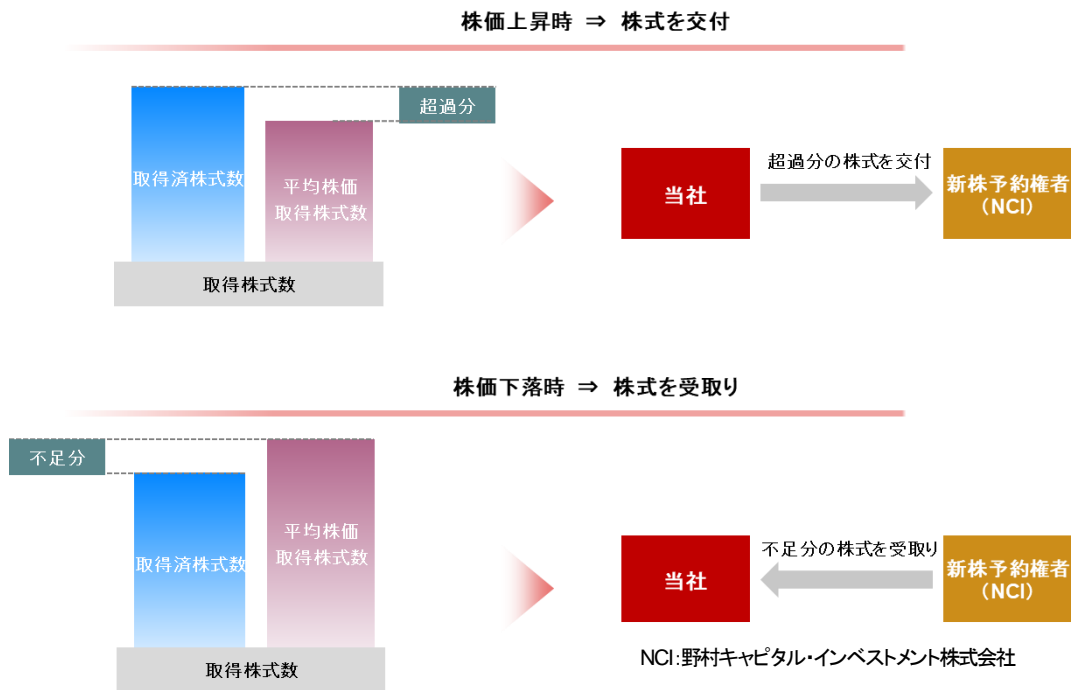 株価上昇時 ⇒ 株式を交付
超過分
取得済株式数
平均株価
取得株式数
取得株式数
当社
超過分の株式を交付
新株予約権者
(NCI)
株価下落時 ⇒ 株式を受取り
不足分
取得済株式数
平均株価
取得株式数
取得株式数
当社
不足分の株式を受取り
新株予約権者
(NCI)
NCI:野村キャピタル・インベストメント株式会社